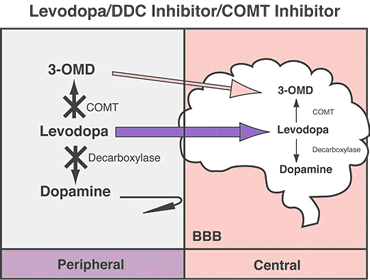 Levodopa/DDC Inhibitor/COMT Inhibitor
3-OMD
COMT
Levodopa
Decarboxylase
Dopamine
3-OMD
COMT
Levodopa
Decarboxylase
Dopamine
BBB
Peripheral
Central